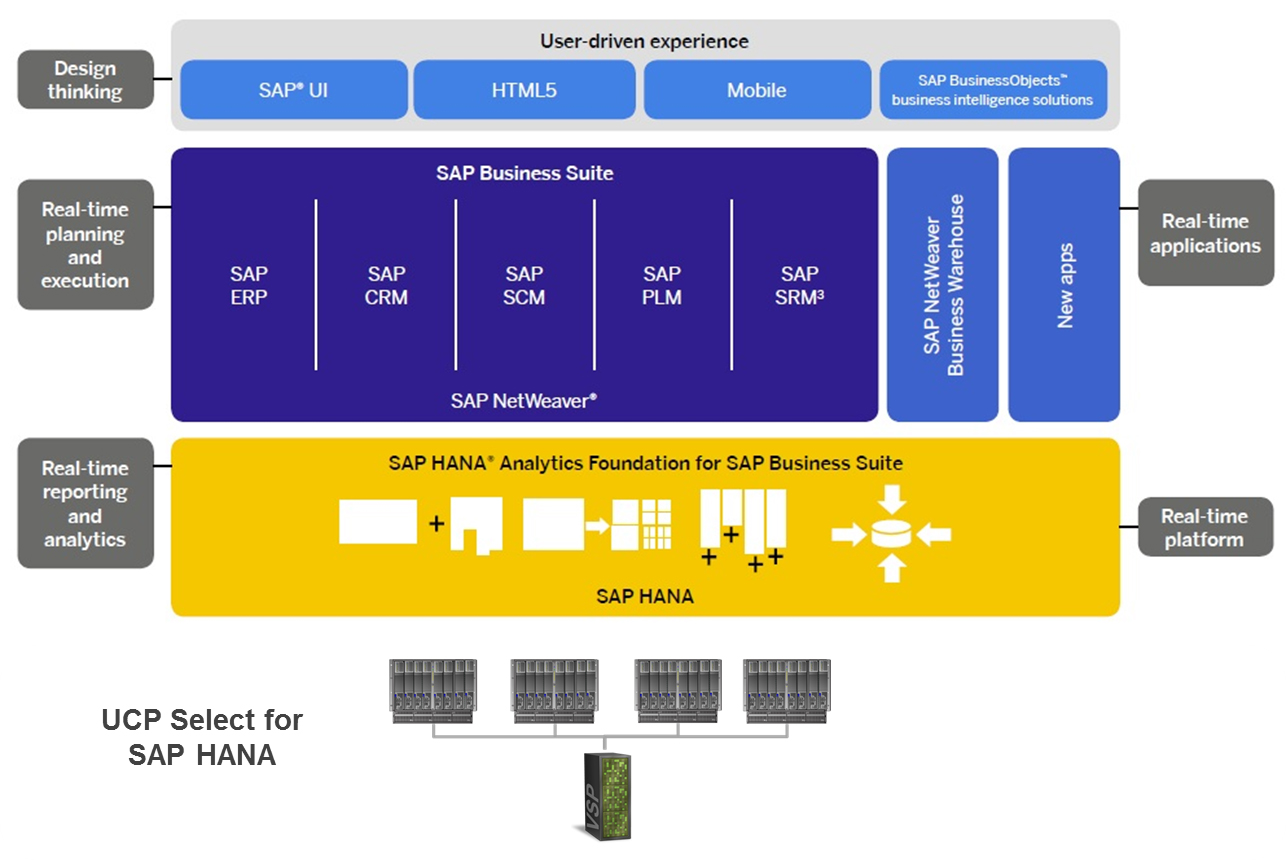 User-driven experience
Design
thinking
SAP® UI
HTML5
Mobile
SAP BusinessObjects™
business intelligence solutions
Real-time
planning
and
execution
SAP Business Suite
SAP
ERP
SAP
CRM
SAP
SCM
SAP
PLM
SAP
SRM³
SAP NetWeaver®
SAP NetWeaver
Business Warehouse
New apps
Real-time
applications
Real-time
reporting
and
analytics
SAP HANA® Analytics Foundation for SAP Business Suite
+
+
+
+
+
SAP HANA
Real-time
platform
UCP Select for
SAP HANA
VSP